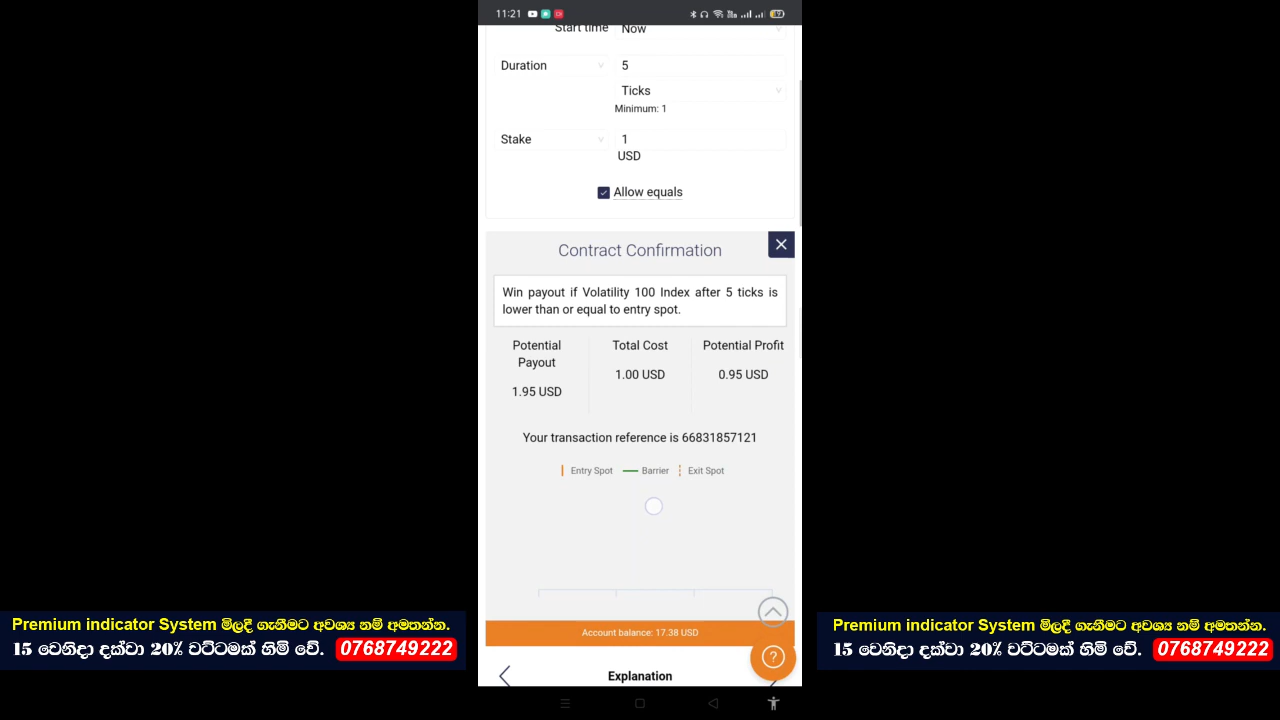 11:21
Start time Now
Duration 5
Ticks
Minimum: 1
Stake 1
USD
Allow equals
Contract Confirmation
Win payout if Volatility 100 Index after 5 ticks is
lower than or equal to entry spot.
Potential Payout
1.95 USD
Total Cost
1.00 USD
Potential Profit
0.95 USD
Your transaction reference is 66831857121
Entry Spot Barrier Exit Spot
Account balance: 17.38 USD
Explanation
Premium indicator System මිලදී ගැනීමට අවශ්‍ය නම් අමතන්න.
15 වෙනිදා දක්වා 20% වට්ටමක් හිමි වේ. 0768749222
Premium indicator System මිලදී ගැනීමට අවශ්‍ය නම් අමතන්න.
15 වෙනිදා දක්වා 20% වට්ටමක් හිමි වේ. 0768749222